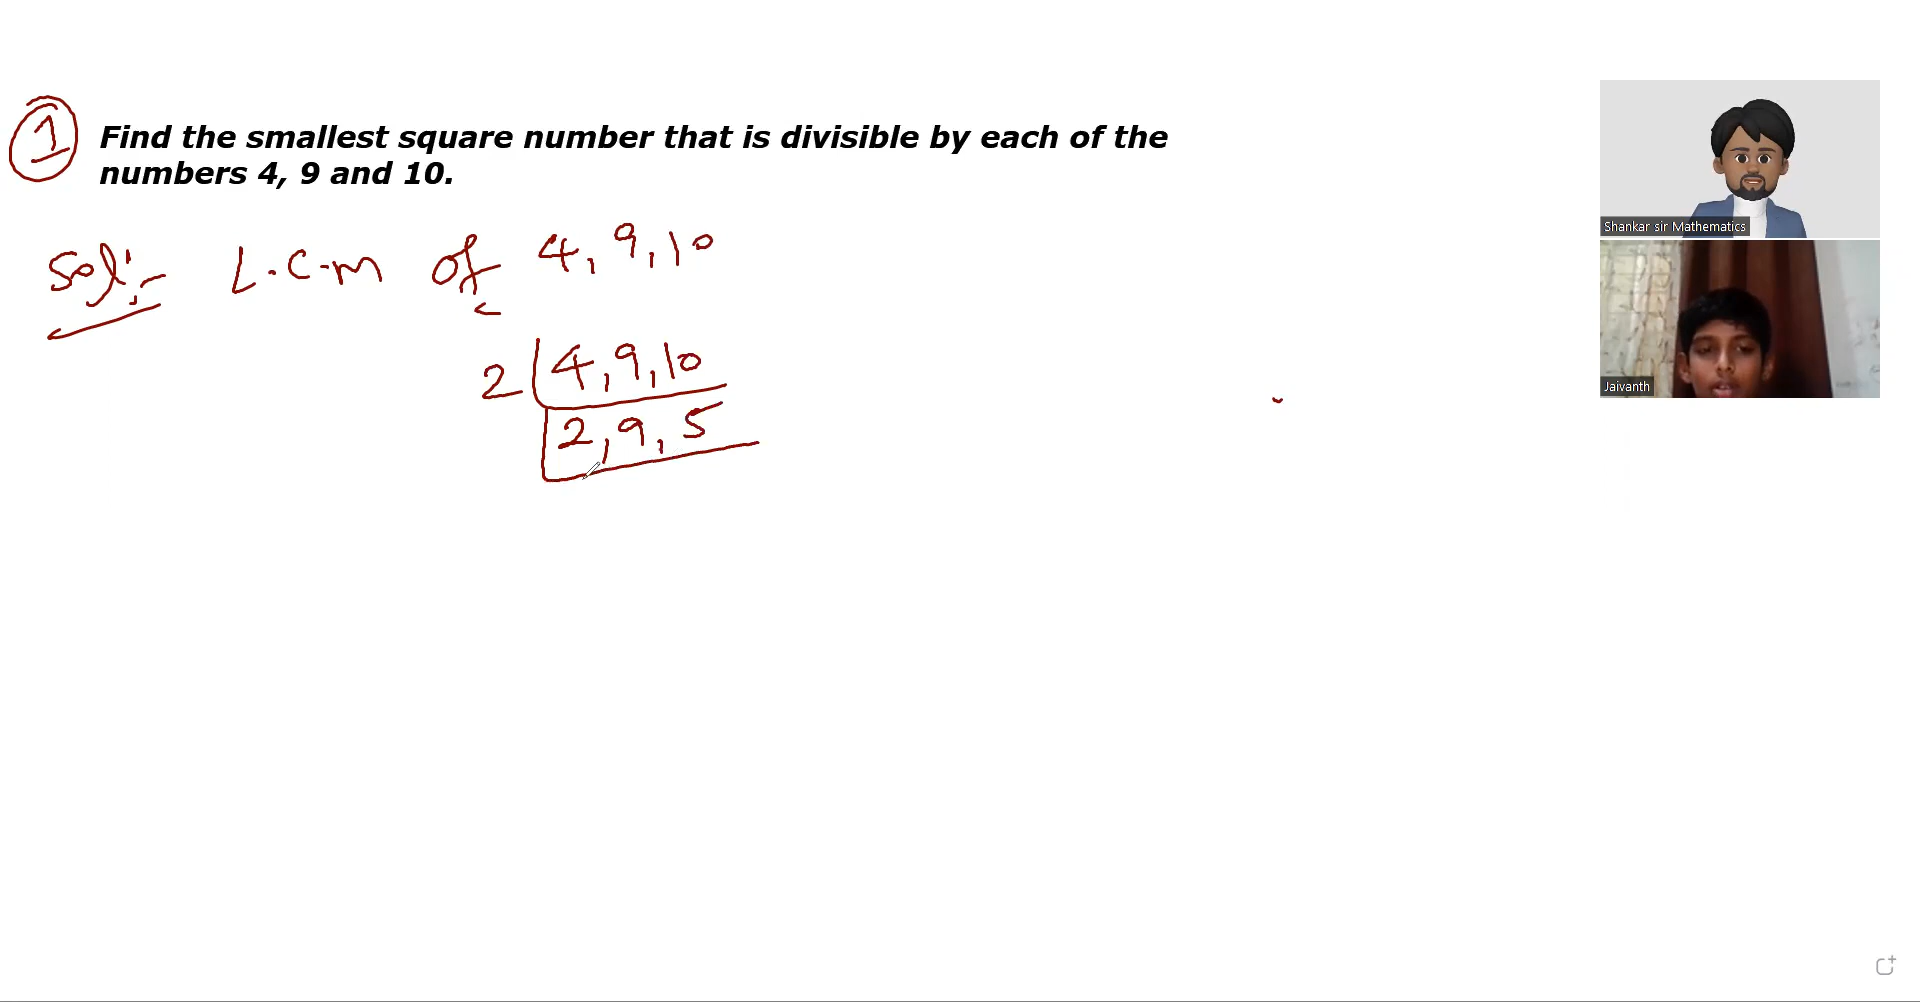 1
Find the smallest square number that is divisible by each of the
numbers 4, 9 and 10.
Sol:-
L.C.M of 4, 9, 10
2 | 4, 9, 10
2, 9, 5
Shankar sir Mathematics
Jaivanth